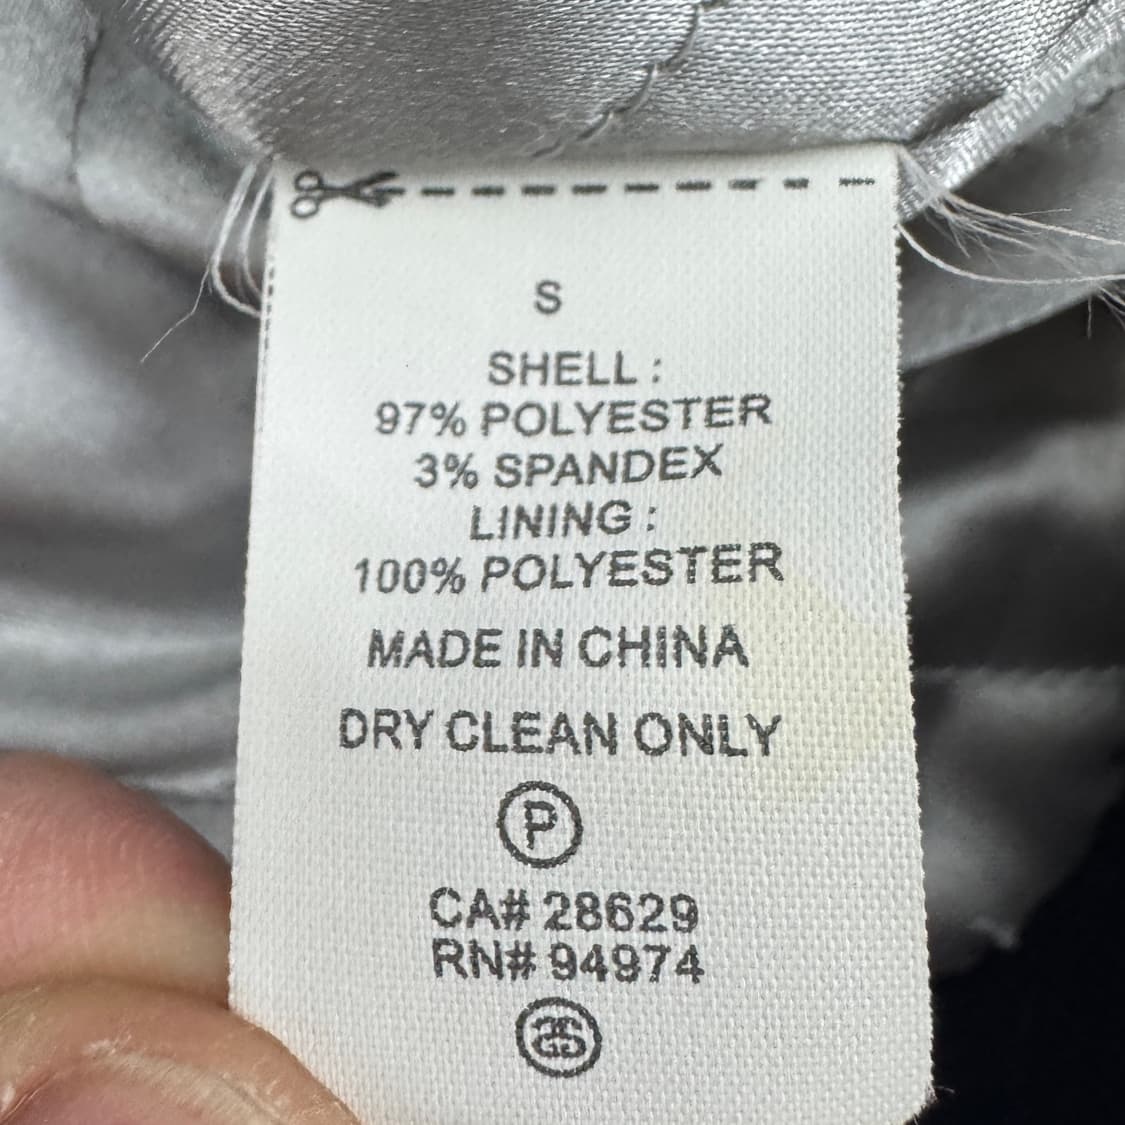 S
SHELL :
97% POLYESTER
3% SPANDEX
LINING :
100% POLYESTER
MADE IN CHINA
DRY CLEAN ONLY
P
CA# 28629
RN# 94974